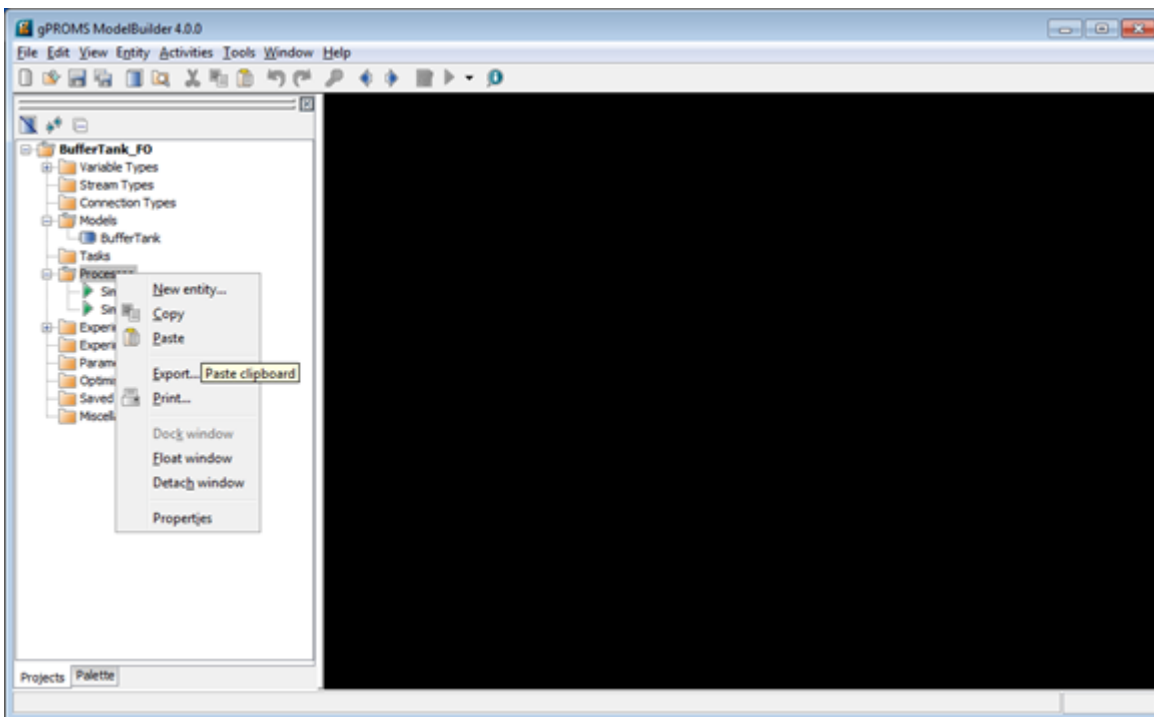 gPROMS ModelBuilder 4.0.0
File Edit View Entity Activities Tools Window Help
BufferTank_FO
Variable Types
Stream Types
Connection Types
Models
BufferTank
Tasks
New entity...
Copy
Paste
Export...
Paste clipboard
Saved
Print...
Dock window
Float window
Detach window
Properties
Projects Palette